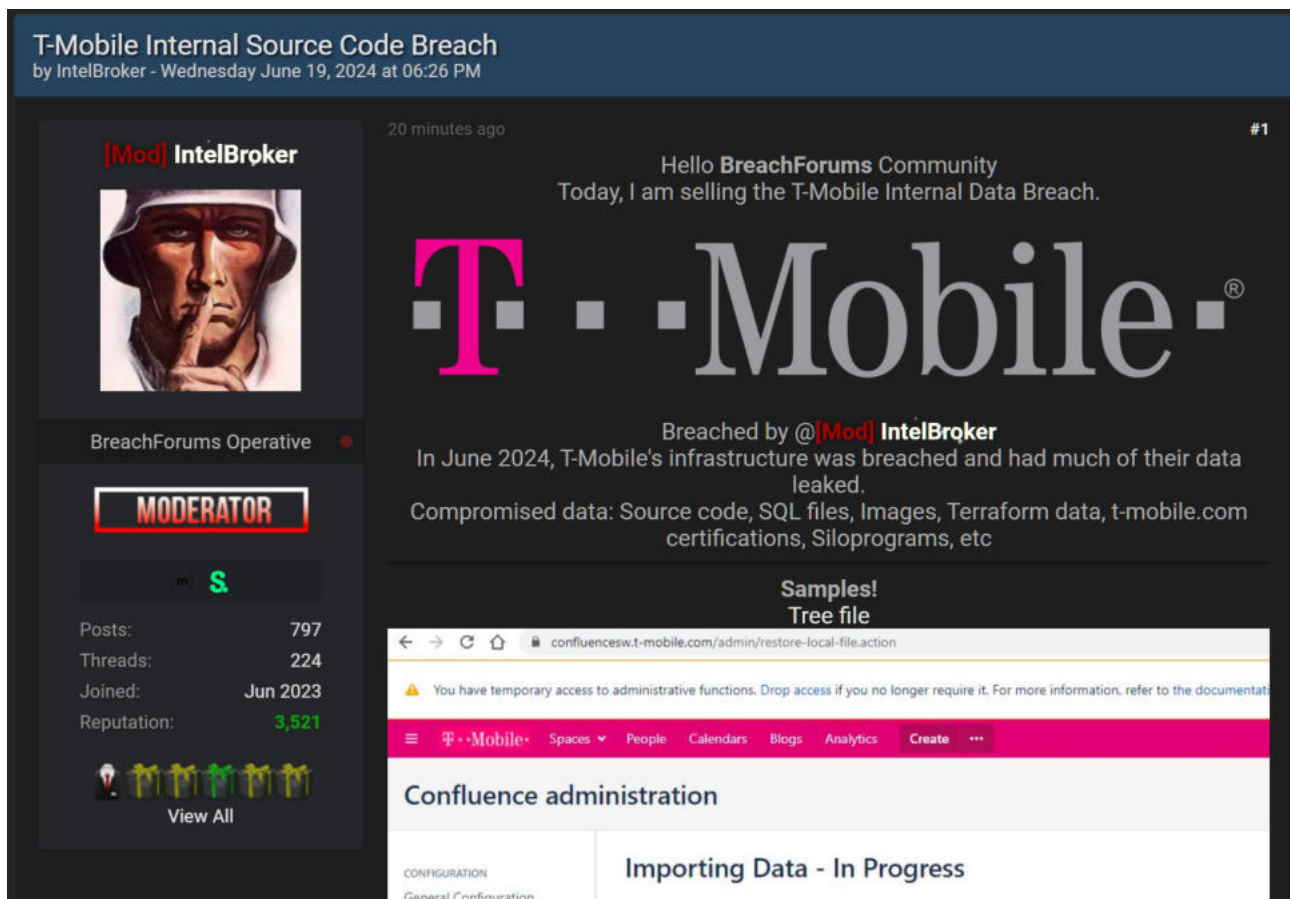 T-Mobile Internal Source Code Breach
by IntelBroker - Wednesday June 19, 2024 at 06:26 PM
[Mod] IntelBroker
BreachForums Operative
MODERATOR
m
S.
Posts: 797
Threads: 224
Joined: Jun 2023
Reputation: 3,521
View All
20 minutes ago
#1
Hello BreachForums Community
Today, I am selling the T-Mobile Internal Data Breach.
T Mobile ®
Breached by @[Mod] IntelBroker
In June 2024, T-Mobile's infrastructure was breached and had much of their data
leaked.
Compromised data: Source code, SQL files, Images, Terraform data, t-mobile.com
certifications, Siloprograms, etc
Samples!
Tree file
confluencesw.t-mobile.com/admin/restore-local-file.action
You have temporary access to administrative functions. Drop access if you no longer require it. For more information, refer to the documentati
T··Mobile· Spaces People Calendars Blogs Analytics Create ···
Confluence administration
CONFIGURATION
General Configuration
Importing Data - In Progress